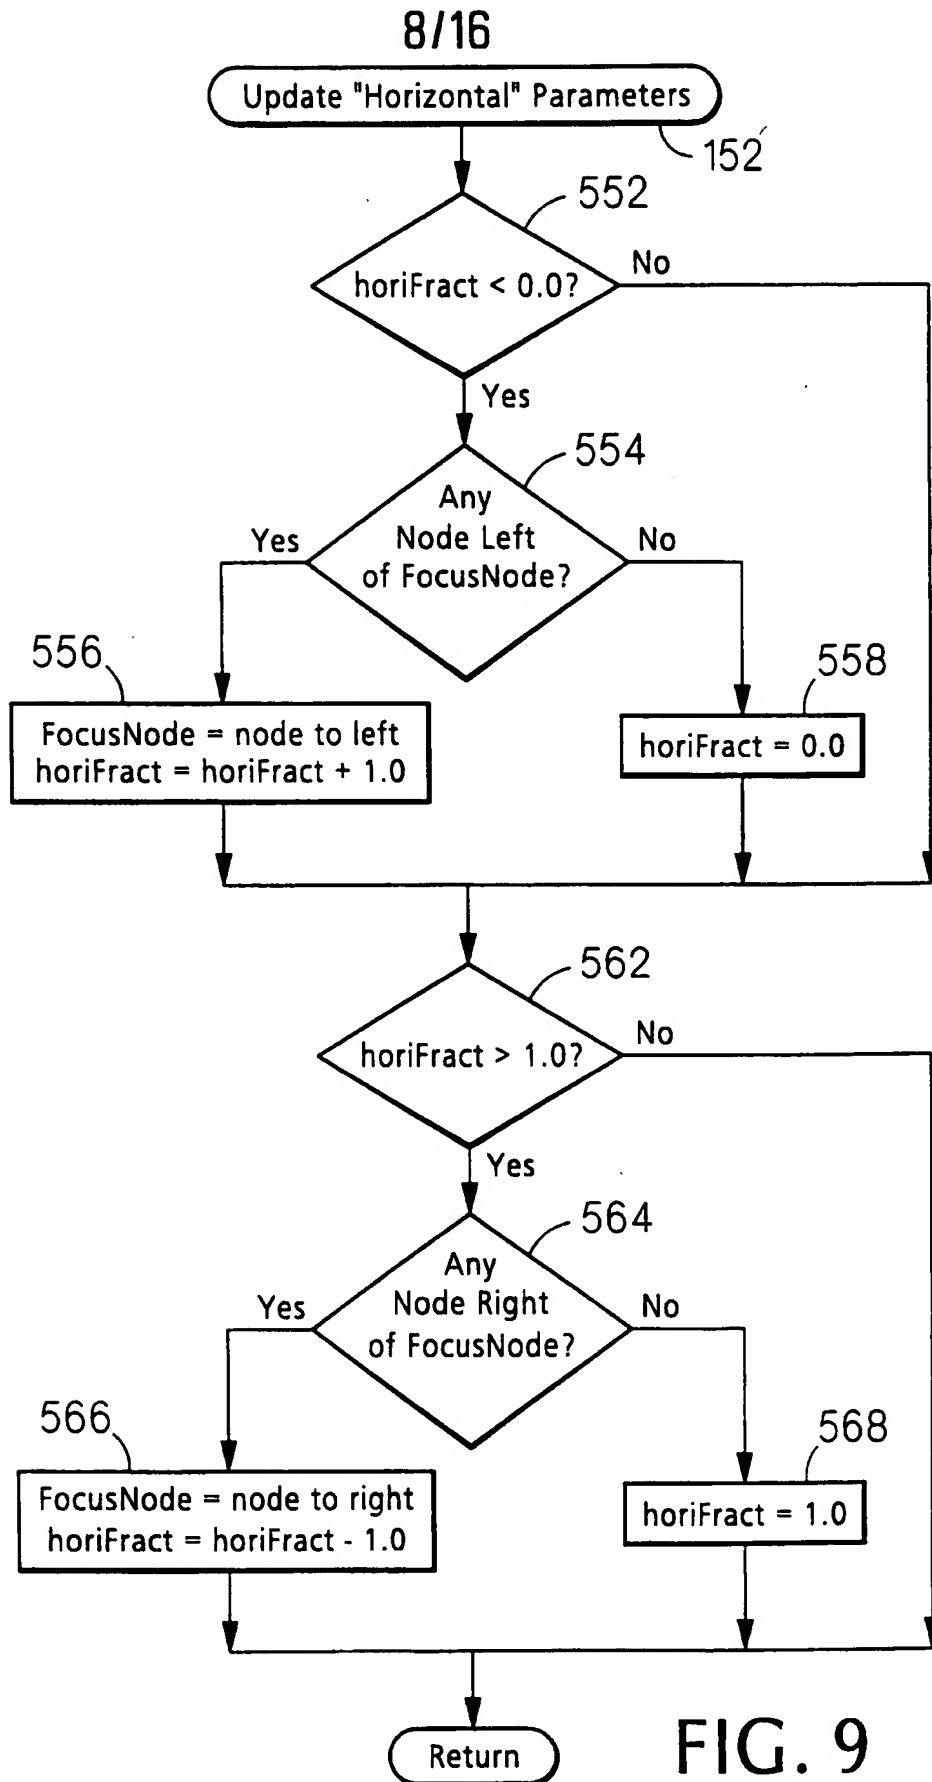 8/16
Update "Horizontal" Parameters
152
552
horiFract < 0.0?
No
Yes
554
Any
Node Left
of FocusNode?
Yes
No
556
FocusNode = node to left
horiFract = horiFract + 1.0
558
horiFract = 0.0
562
horiFract > 1.0?
No
Yes
564
Any
Node Right
of FocusNode?
Yes
No
566
FocusNode = node to right
horiFract = horiFract - 1.0
568
horiFract = 1.0
Return
FIG. 9